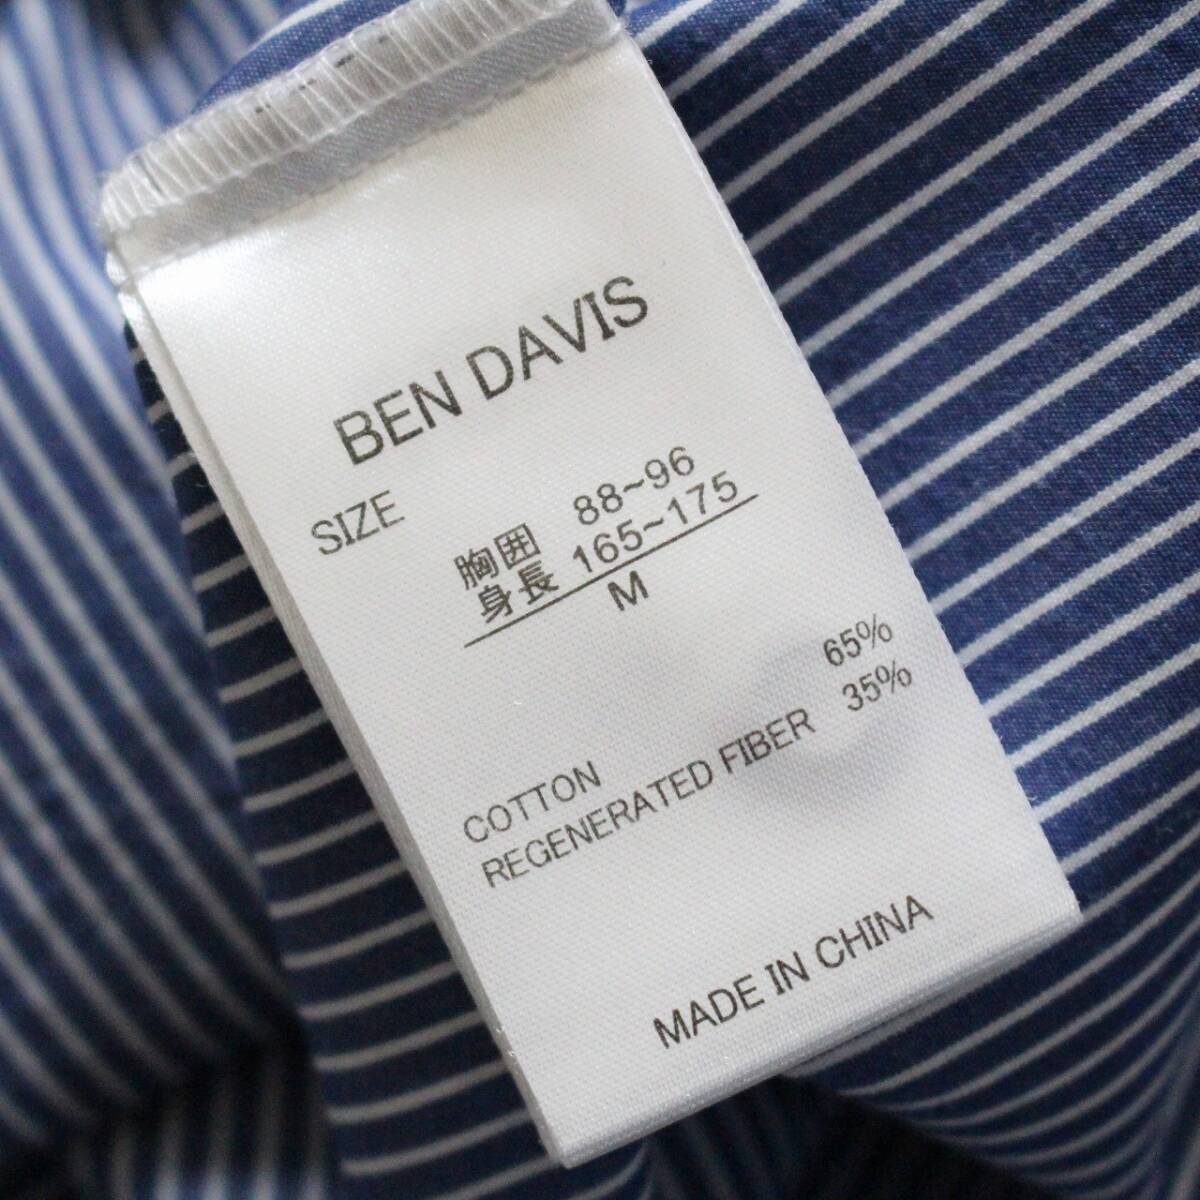 BEN DAVIS
SIZE
胸囲 88~96
身長 165~175
M
65%
COTTON 35%
REGENERATED FIBER
MADE IN CHINA